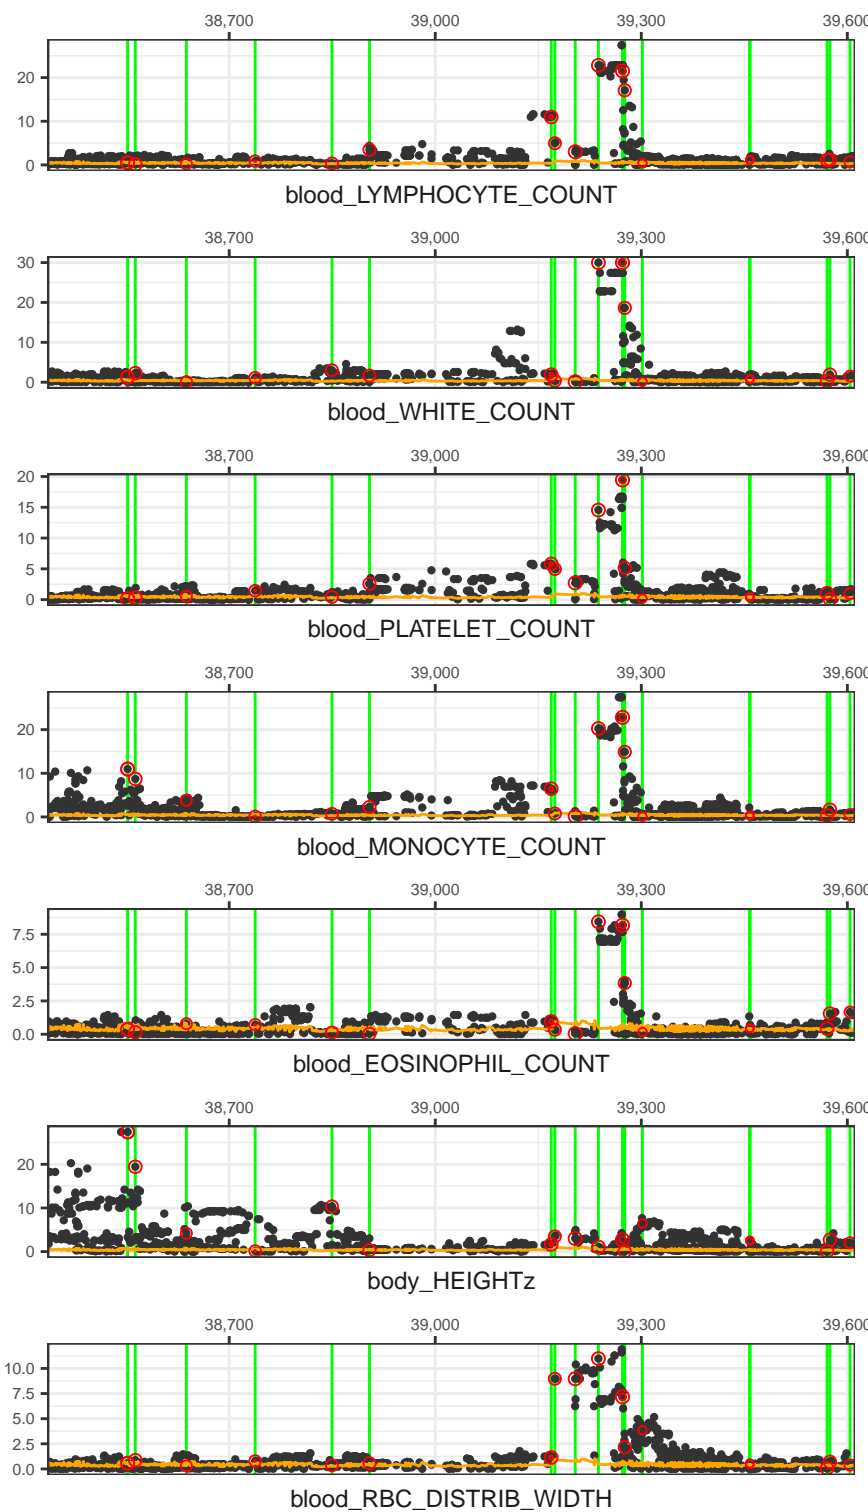 38,700 39,000 39,300 39,600
20
10
0
blood_LYMPHOCYTE_COUNT
38,700 39,000 39,300 39,600
30
20
10
0
blood_WHITE_COUNT
38,700 39,000 39,300 39,600
20
15
10
5
0
blood_PLATELET_COUNT
38,700 39,000 39,300 39,600
20
10
0
blood_MONOCYTE_COUNT
38,700 39,000 39,300 39,600
7.5
5.0
2.5
0.0
blood_EOSINOPHIL_COUNT
38,700 39,000 39,300 39,600
20
10
0
body_HEIGHTz
38,700 39,000 39,300 39,600
10.0
7.5
5.0
2.5
0.0
blood_RBC_DISTRIB_WIDTH